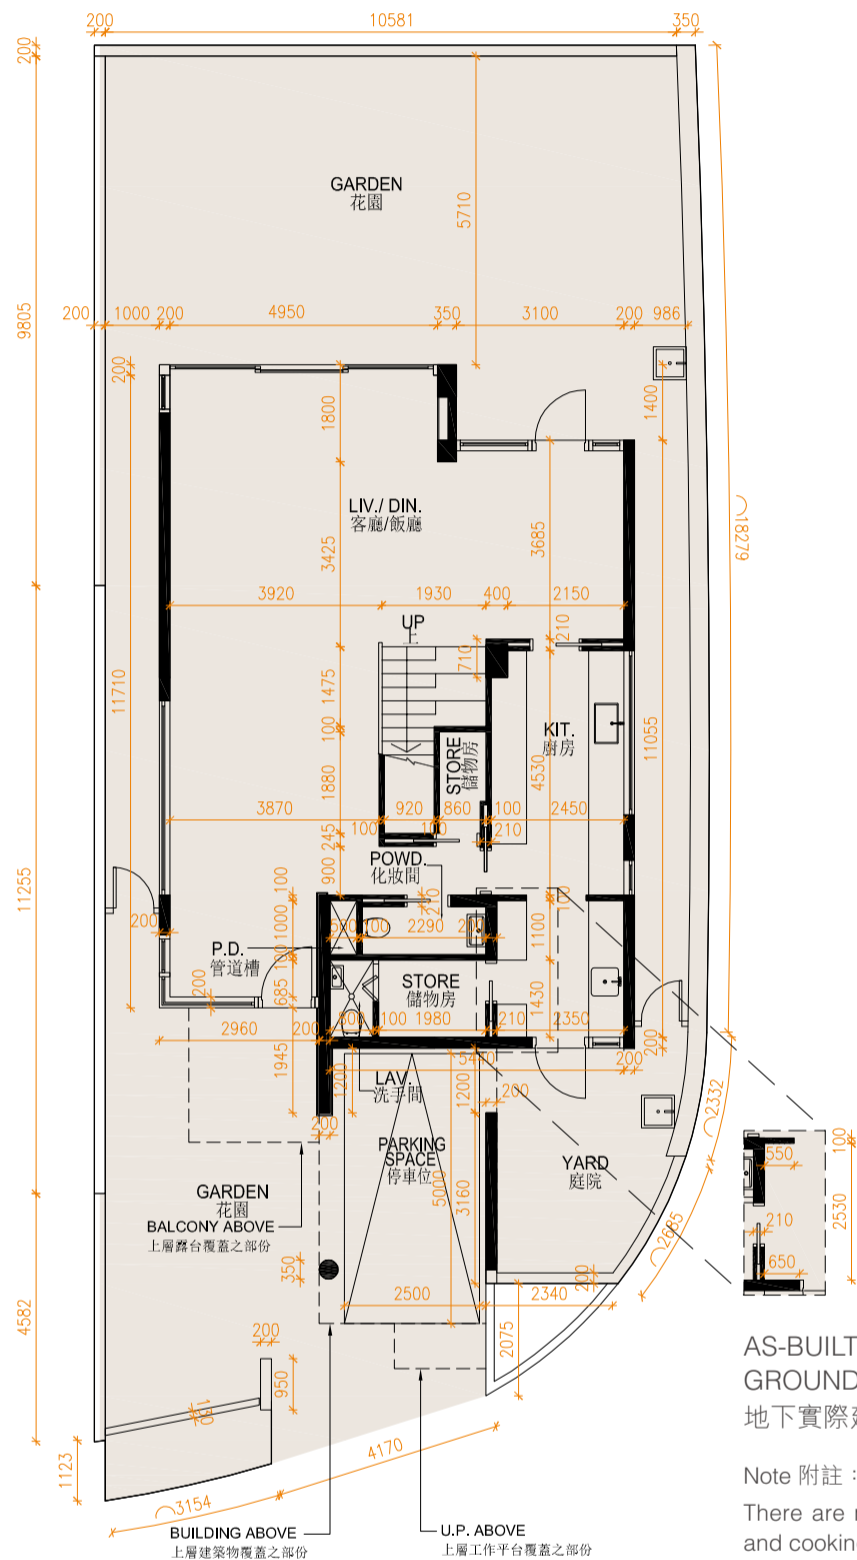 200 10581 350
200
GARDEN
花園
5710
9805
200 1000 200 4950 350 3100 200 986
200
1800
1400
LIV./ DIN.
客廳/飯廳
3425
3685
18279
3920 1930 400 2150
UP
上
210
710
11710
1475
KIT.
廚房
11055
100
STORE
儲物房
4530
1880
3870 920 860 100 2450
100 100 210
245
POWD.
化妝間
900
11255
100
210
100
200
1000
500 100 2290 200
1100
P.D.
管道槽
100
STORE
儲物房
200
685
1430
800 100 1980 210 2350
2960 200
200
1945
5440 200
LAV.
洗手間
1200
1200
200
2332
200
PARKING
SPACE
停車位
YARD
庭院
100
550
GARDEN
花園
5000
3160
210
2530
BALCONY ABOVE
上層露台覆蓋之部份
2685
650
350
200
2500 2340
4582
2075
200
950
130
AS-BUILT
GROUND
地下實際
4170
1123
Note 附註：
3154
There are
and
BUILDING ABOVE
上層建築物覆蓋之部份
U.P. ABOVE
上層工作平台覆蓋之部份